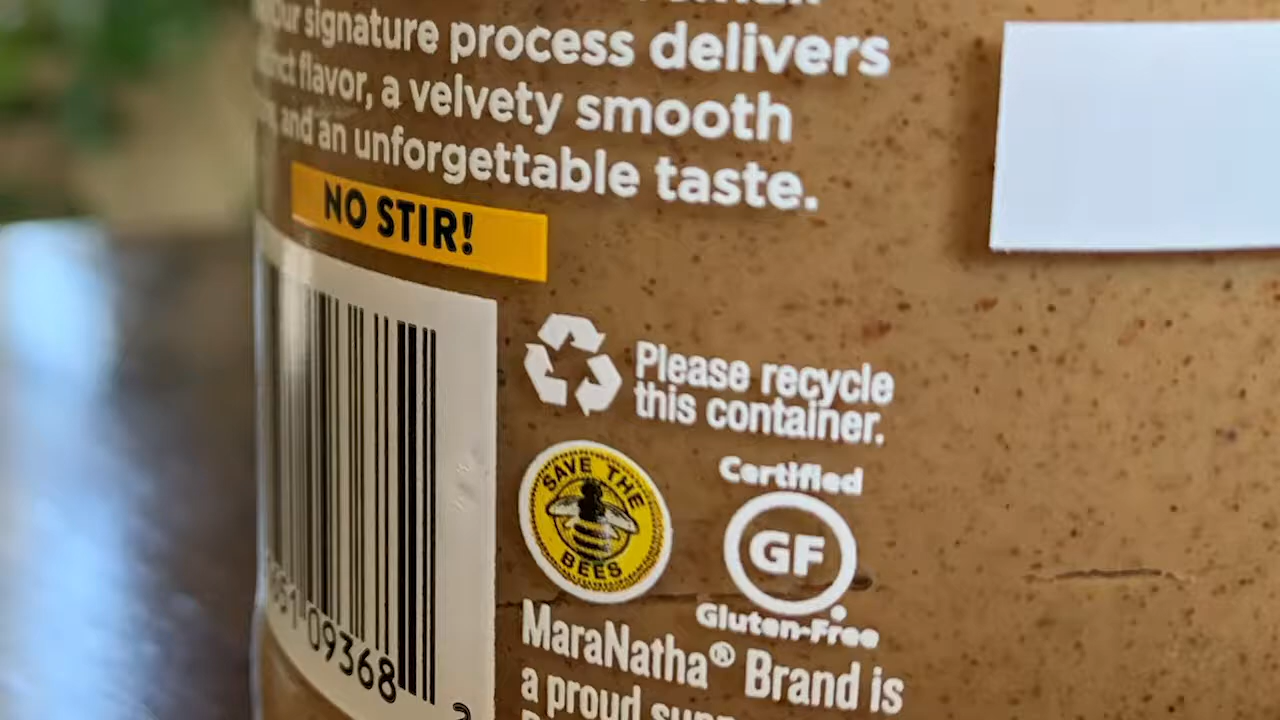 signature process delivers
flavor, a velvety smooth
and an unforgettable taste.
NO STIR!
Please recycle
this container.
SAVE THE
BEES
Certified
GF
Gluten-Free
09368
MaraNatha® Brand is
a proud